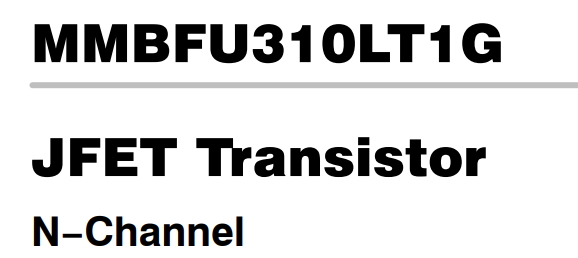 MMBFU310LT1G
JFET Transistor
N−Channel